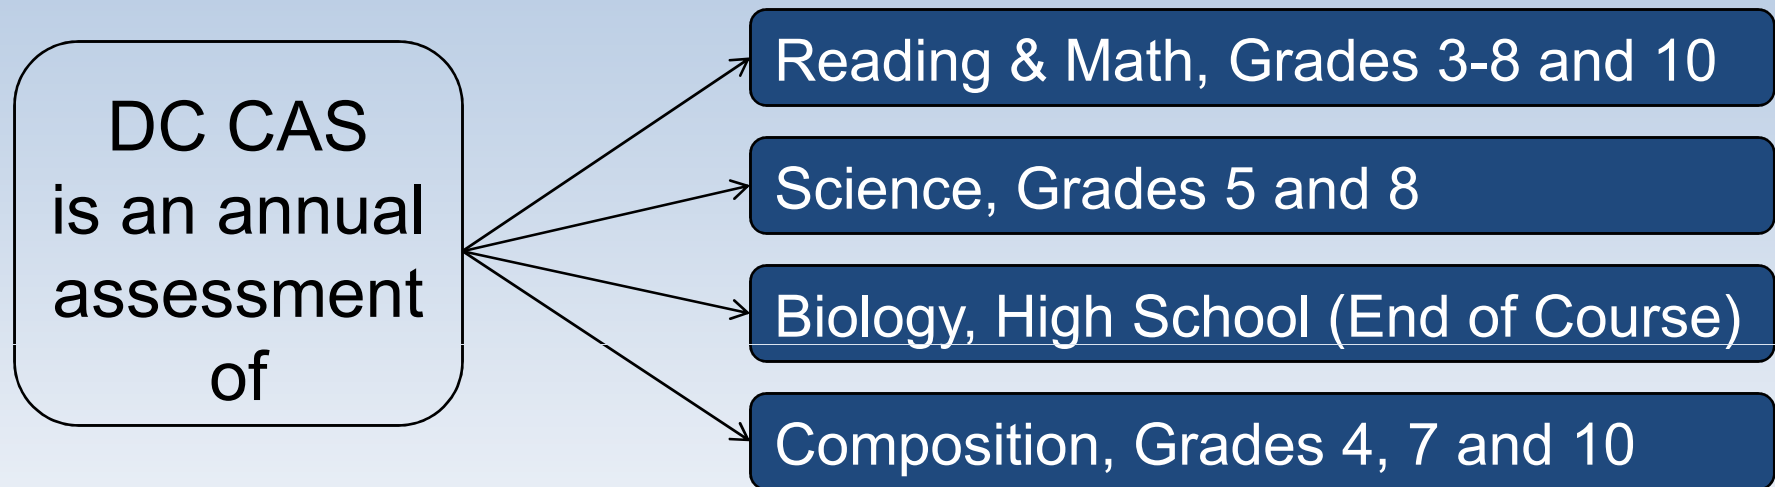 DC CAS
is an annual
assessment
of
Reading & Math, Grades 3-8 and 10
Science, Grades 5 and 8
Biology, High School (End of Course)
Composition, Grades 4, 7 and 10